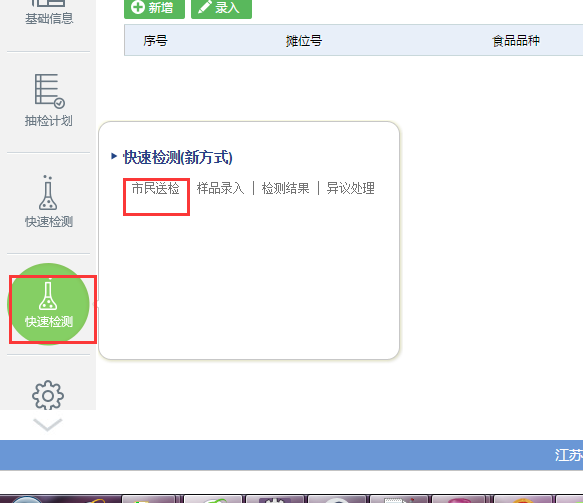 基础信息
新增 录入
序号 摊位号 食品品种
抽检计划
快速检测(新方式)
市民送检 样品录入 | 检测结果 | 异议处理
快速检测
快速检测
江苏